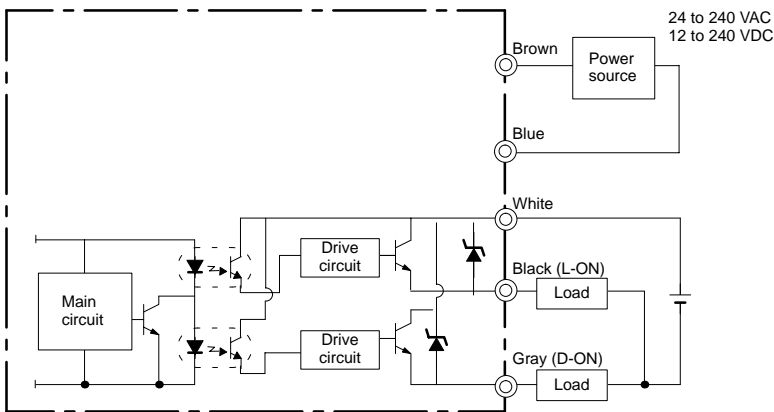 24 to 240 VAC
12 to 240 VDC
Brown
Power
source
Blue
White
Drive
circuit
Black (L-ON)
Load
Main
circuit
Drive
circuit
Gray (D-ON)
Load